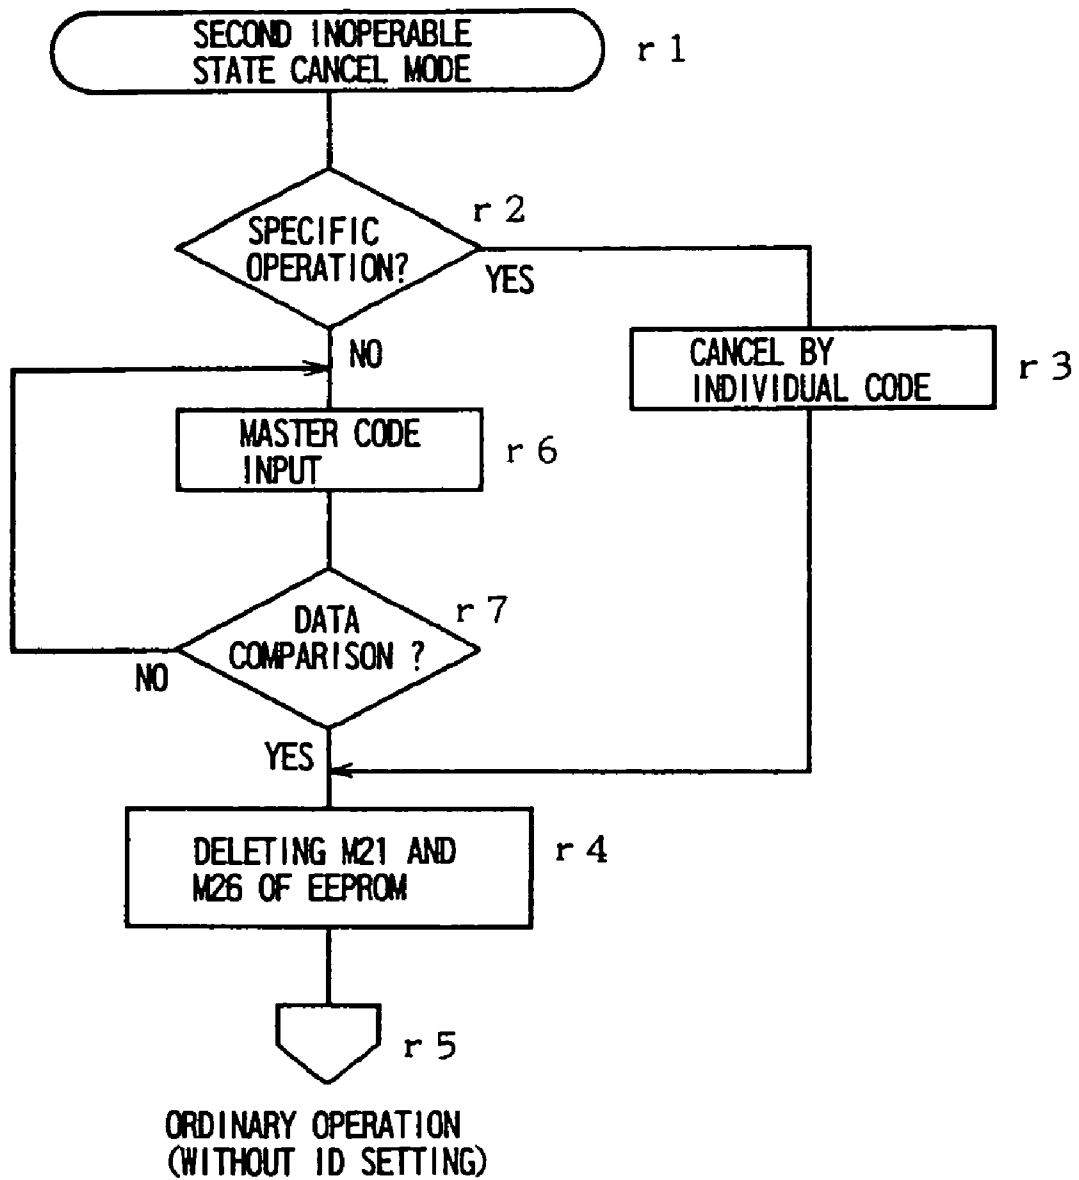 SECOND INOPERABLE
STATE CANCEL MODE
r 1
SPECIFIC
OPERATION?
r 2
YES
NO
CANCEL BY
INDIVIDUAL CODE
r 3
MASTER CODE
INPUT
r 6
DATA
COMPARISON ?
r 7
NO
YES
DELETING M21 AND
M26 OF EEPROM
r 4
r 5
ORDINARY OPERATION
(WITHOUT ID SETTING)